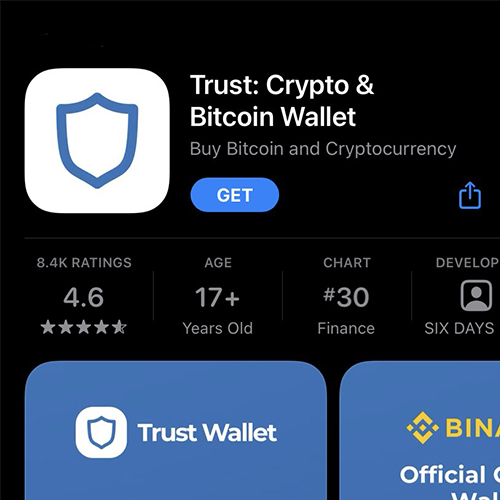 Trust: Crypto &
Bitcoin Wallet
Buy Bitcoin and Cryptocurrency
GET
8.4K RATINGS
AGE
CHART
DEVELOP
4.6
17+
#30
Years Old
Finance
SIX DAYS
Trust Wallet
BINA
Official C
Wal